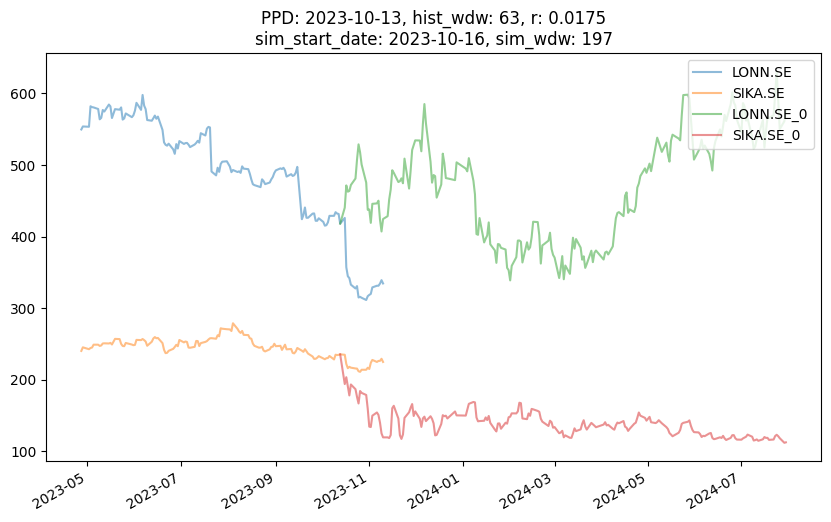 PPD: 2023-10-13, hist_wdw: 63, r: 0.0175
sim_start_date: 2023-10-16, sim_wdw: 197
LONN.SE
SIKA.SE
LONN.SE_0
SIKA.SE_0
600
500
400
300
200
100
2023-05
2023-07
2023-09
2023-11
2024-01
2024-03
2024-05
2024-07